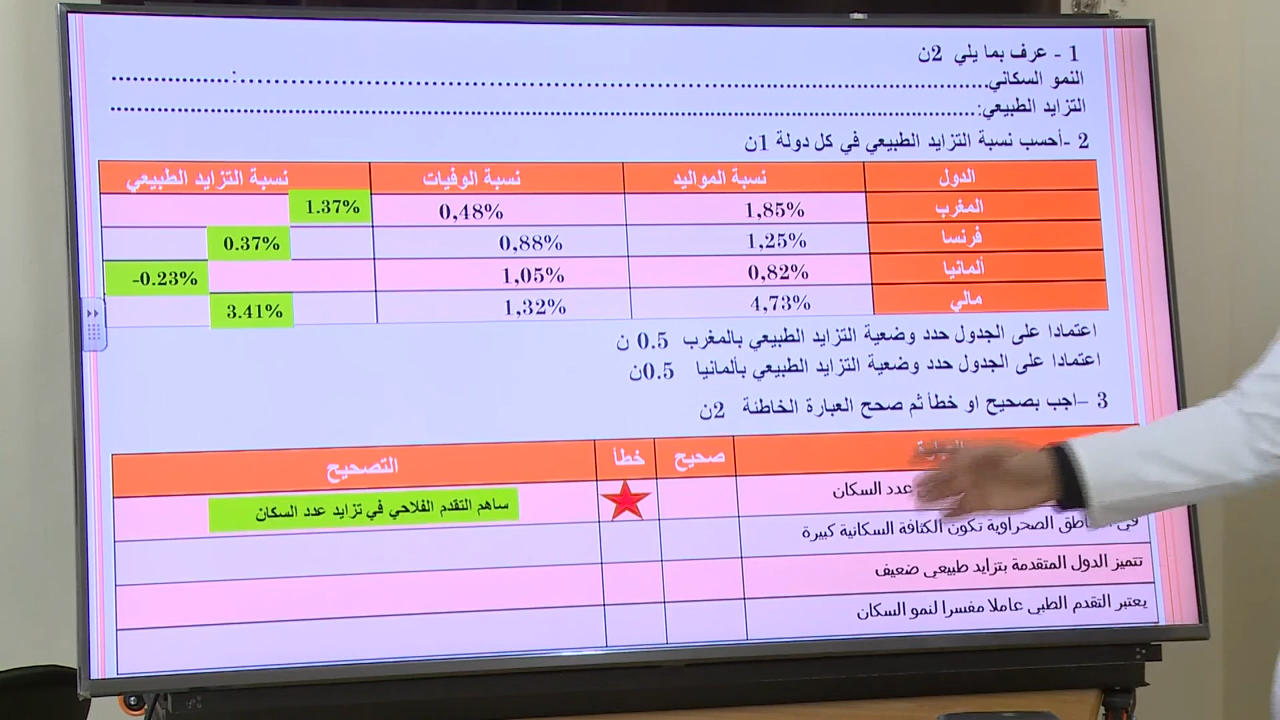 1 - عرف بما يلي 2ن
النمو السكاني......................................................................................:..................
التزايد الطبيعي:..........................................................................................................
2 -أحسب نسبة التزايد الطبيعي في كل دولة 1ن
الدول نسبة المواليد نسبة الوفيات نسبة التزايد الطبيعي
المغرب 1,85% 0,48% 1.37%
فرنسا 1,25% 0,88% 0.37%
ألمانيا 0,82% 1,05% -0.23%
مالي 4,73% 1,32% 3.41%
اعتمادا على الجدول حدد وضعية التزايد الطبيعي بالمغرب 0.5 ن
اعتمادا على الجدول حدد وضعية التزايد الطبيعي بألمانيا 0.5ن
3 –اجب بصحيح او خطأ ثم صحح العبارة الخاطئة 2ن
صحيح خطأ التصحيح
عدد السكان ساهم التقدم الفلاحي في تزايد عدد السكان
الصحراوية تكون الكثافة السكانية كبيرة
تتميز الدول المتقدمة بتزايد طبيعي ضعيف
يعتبر التقدم الطبي عاملا مفسرا لنمو السكان